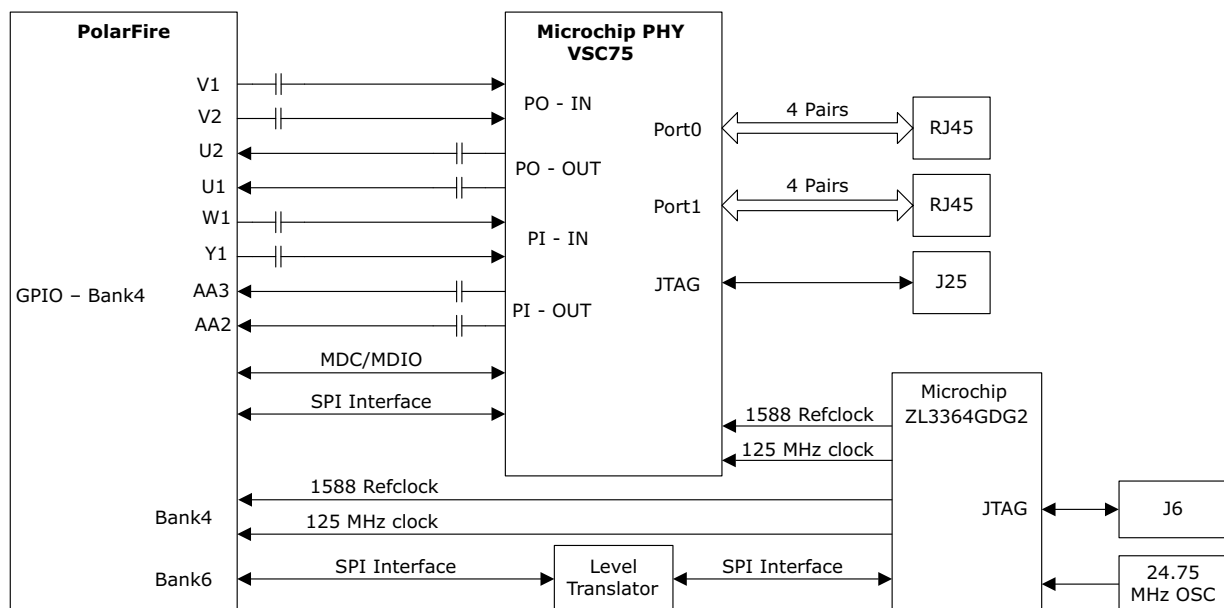 PolarFire
Microchip PHY
VSC75
V1
V2
U2
U1
W1
Y1
AA3
AA2
GPIO – Bank4
PO - IN
PO - OUT
PI - IN
PI - OUT
Port0
4 Pairs
RJ45
Port1
4 Pairs
RJ45
JTAG
J25
MDC/MDIO
SPI Interface
Microchip
ZL3364GDG2
1588 Refclock
125 MHz clock
1588 Refclock
Bank4
125 MHz clock
JTAG
J6
Bank6
SPI Interface
Level
Translator
SPI Interface
24.75
MHz OSC